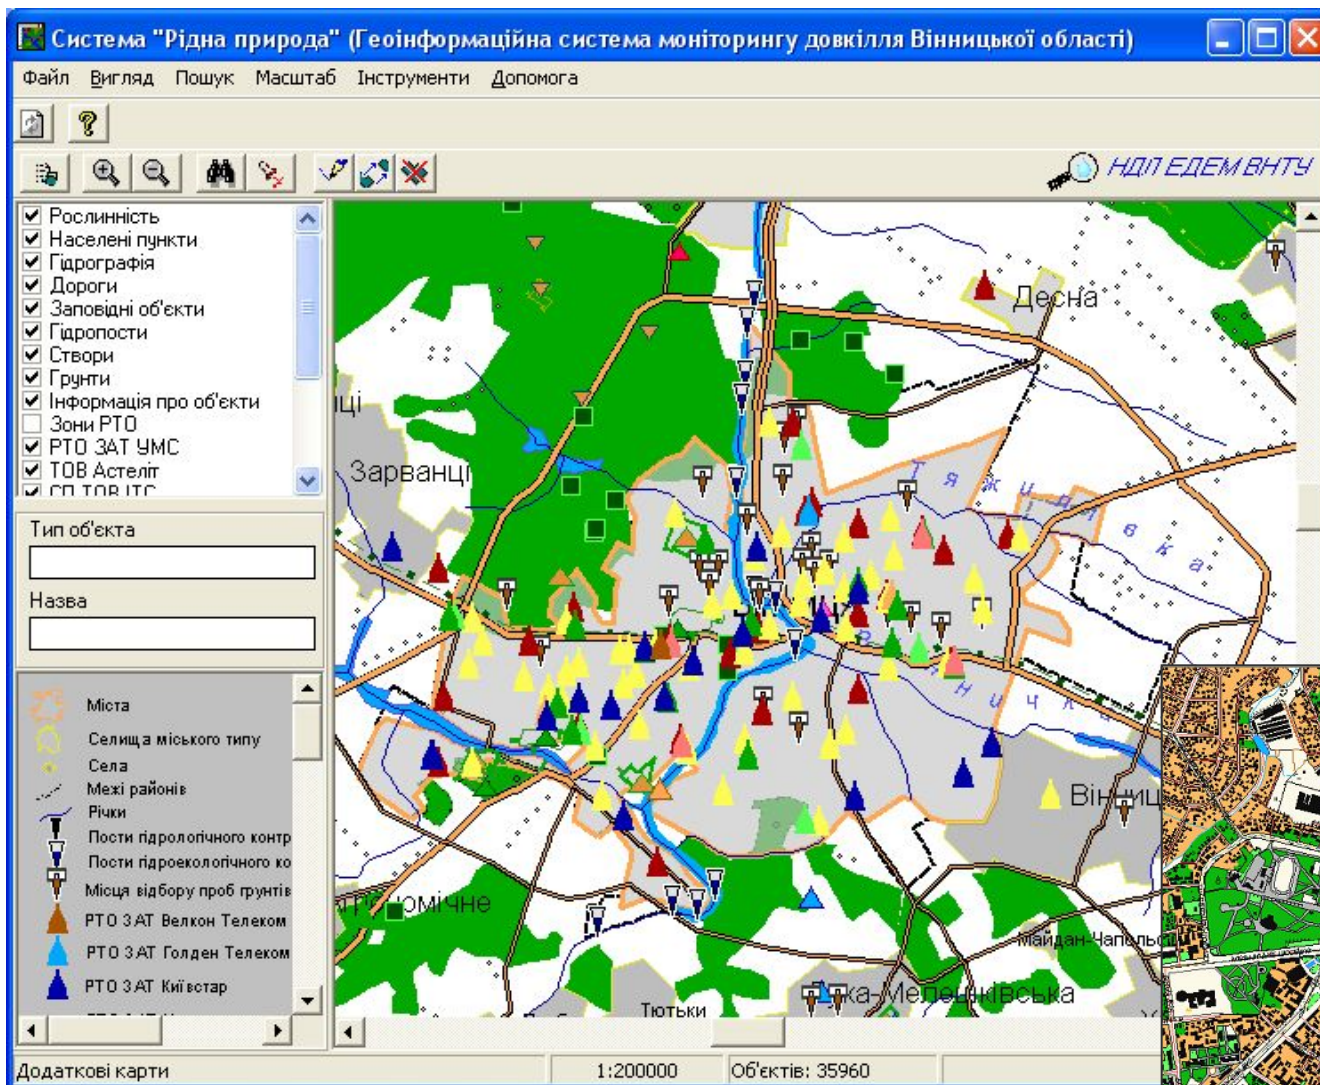 Система "Рідна природа" (Геоінформаційна система моніторингу довкілля Вінницької області)
Файл Вигляд Пошук Масштаб Інструменти Допомога
НДЛ ЕДЕМ ВНТУ
Рослинність
Населені пункти
Гідрографія
Дороги
Заповідні об'єкти
Гідропости
Створи
Грунти
Інформація про об'єкти
Зони РТО
РТО ЗАТ УМС
ТОВ Астеліт
Тип об'єкта
Назва
Міста
Селища міського типу
Села
Межі районів
Річки
Пости гідрологічного контр
Пости гідроекологічного ко
Місця відбору проб грунтів
РТО ЗАТ Велкон Телеком
РТО ЗАТ Голден Телеком
РТО ЗАТ Київстар
Десна
ці
Зарванці
Тяжилівка
Вінниц
номічне
Майдан-Чапельс
Тютьки
Додаткові карти
1:200000
Об'єктів: 35960